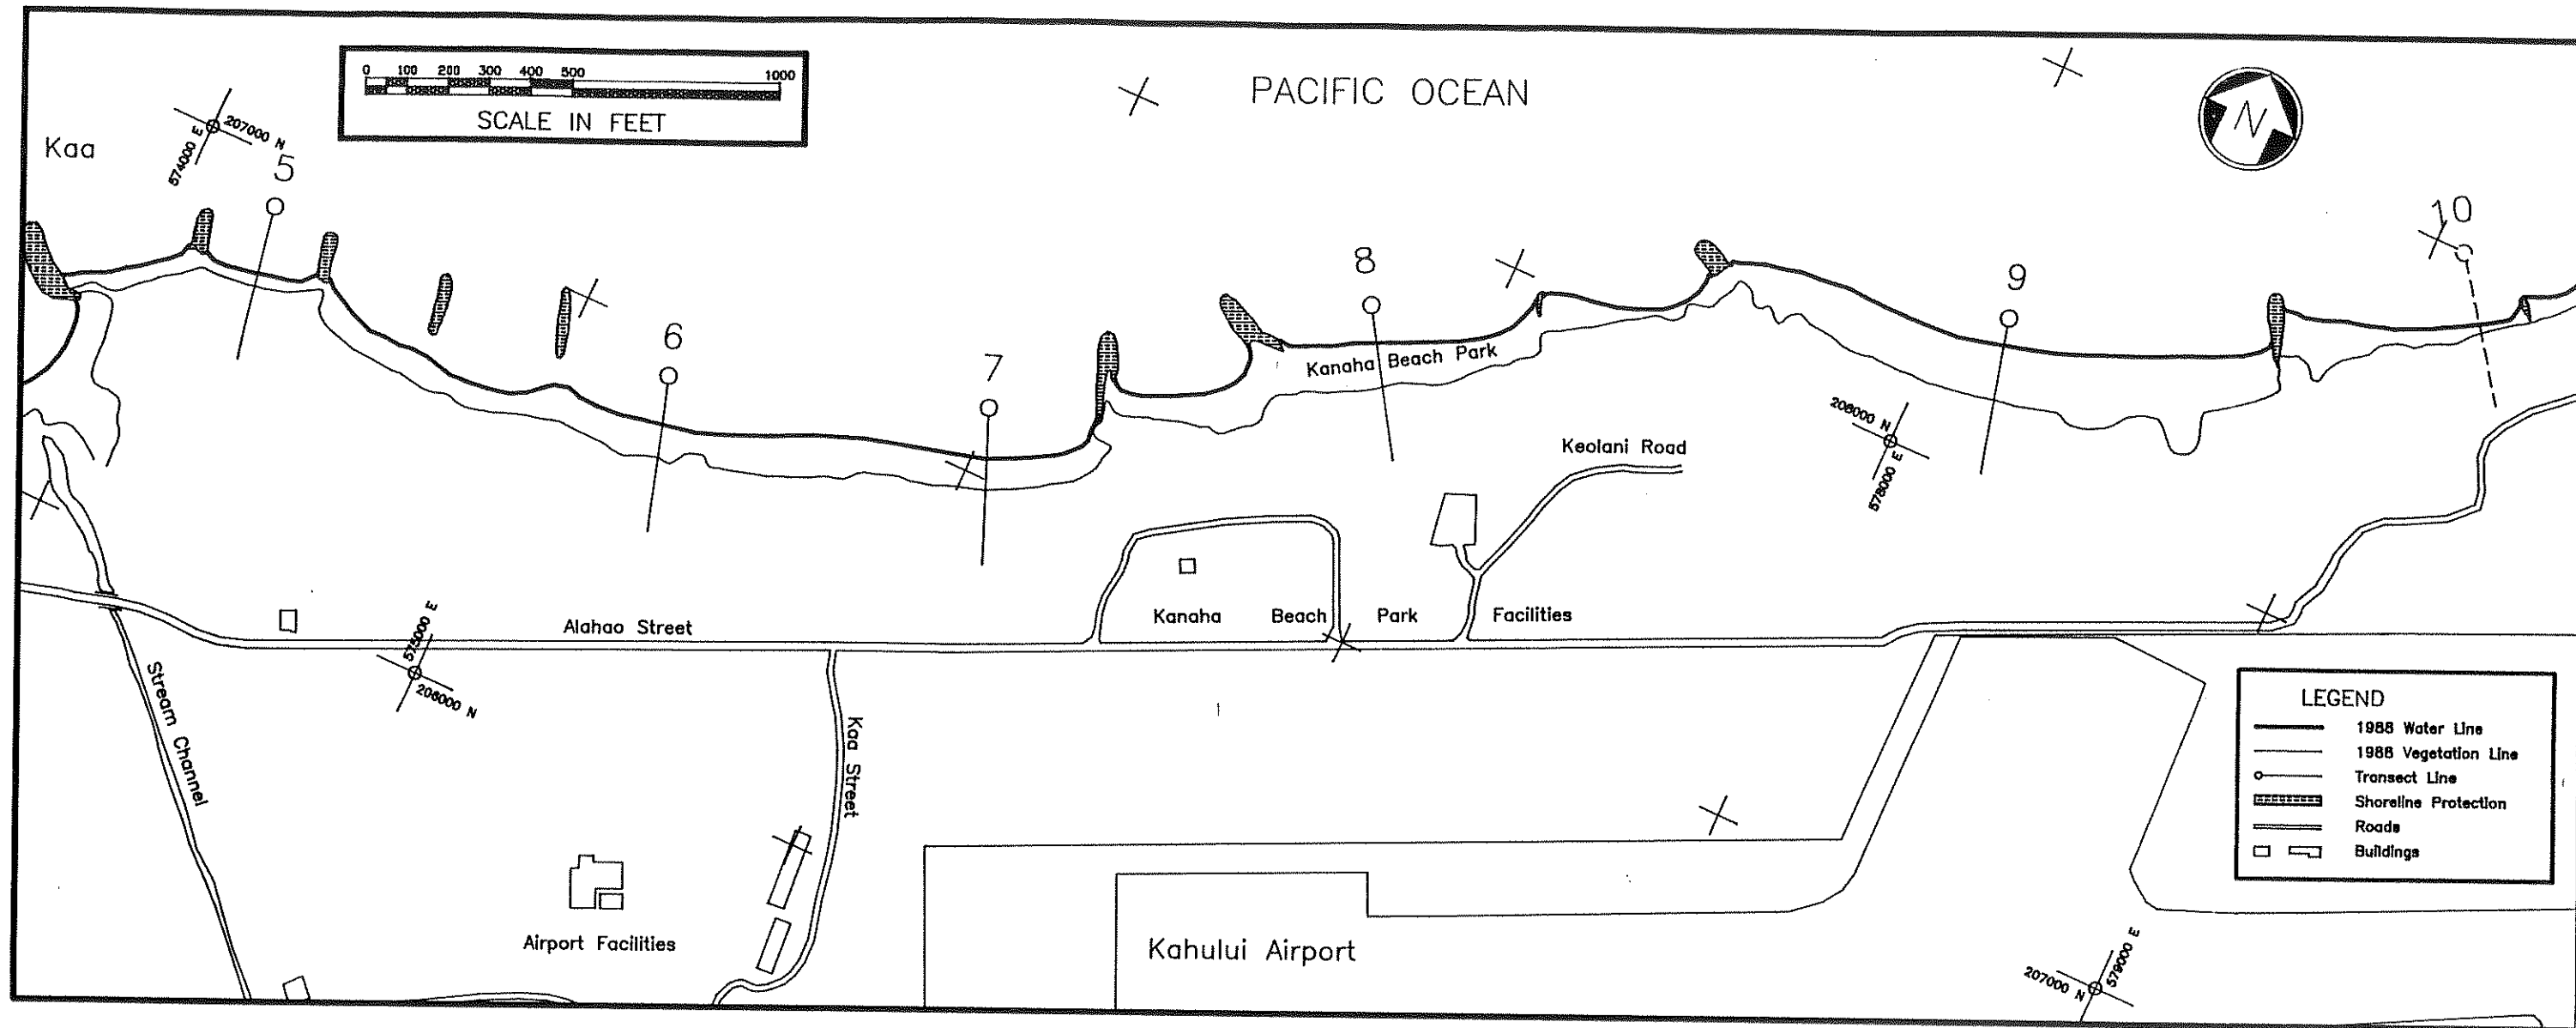 0 100 200 300 400 500 1000
SCALE IN FEET
PACIFIC OCEAN
N
Kaa
207000 N
574000 E
5
6
7
8
9
10
Kanaha Beach Park
208000 N
578000 E
Keolani Road
Kanaha Beach Park Facilities
Alahao Street
575000 E
206000 N
Stream Channel
Kaa Street
Airport Facilities
Kahului Airport
207000 N
579000 E
LEGEND
1988 Water Line
1988 Vegetation Line
Transect Line
Shoreline Protection
Roads
Buildings